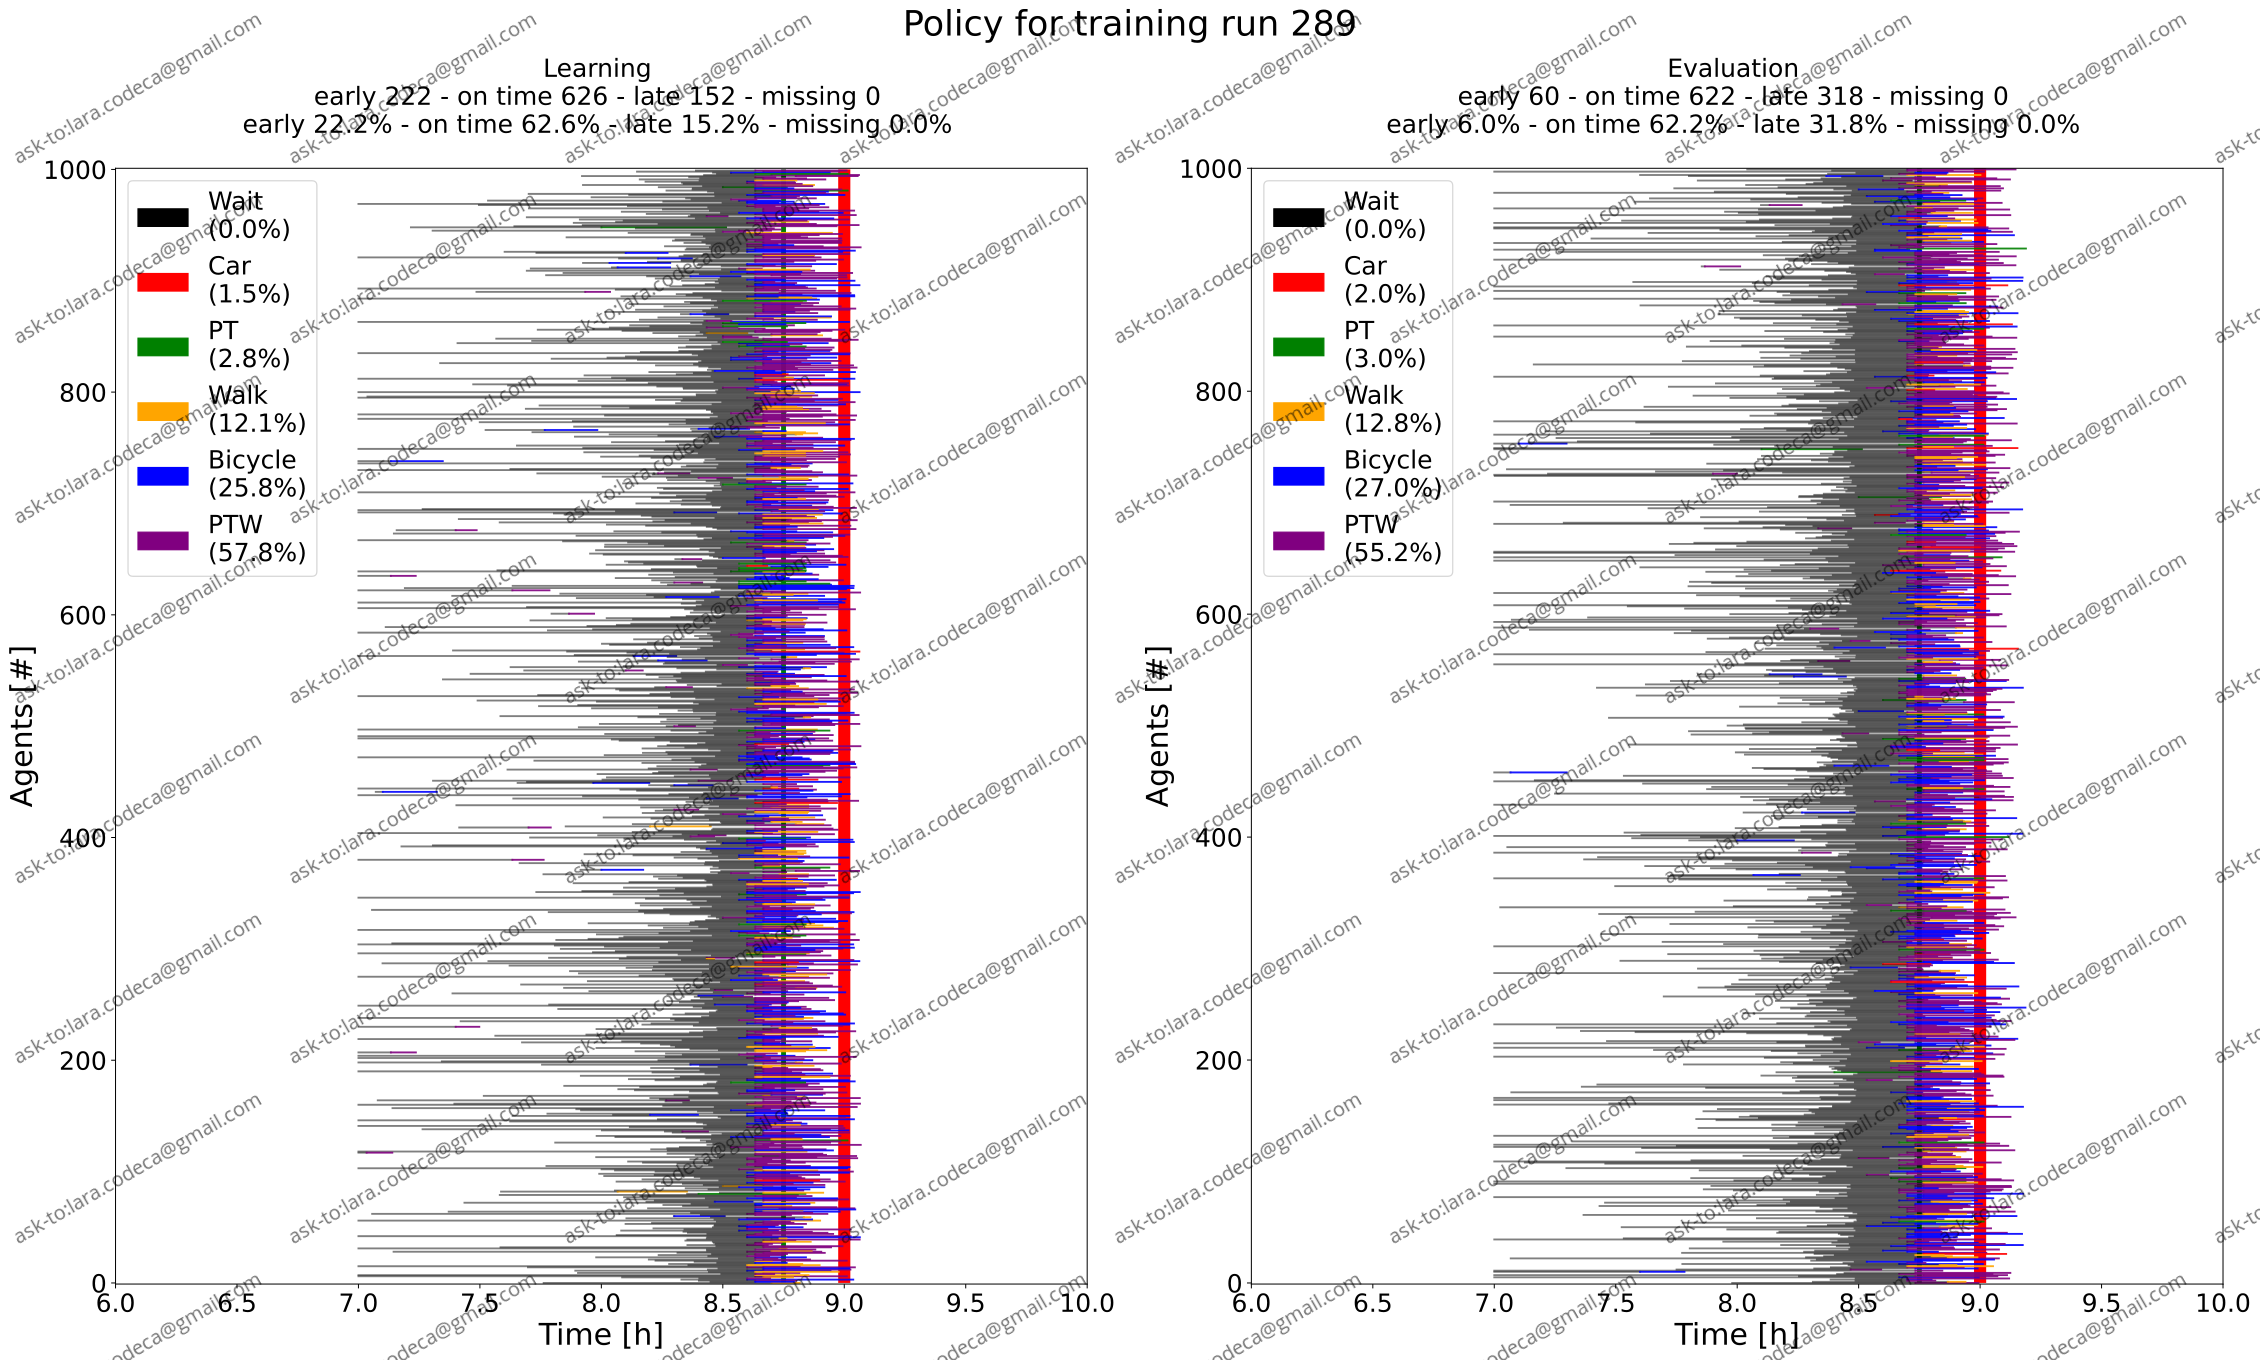 Policy for training run 289
Learning
early 222 - on time 626 - late 152 - missing 0
early 22.2% - on time 62.6% - late 15.2% - missing 0.0%
1000
800
600
400
200
0
Agents [#]
Wait
(0.0%)
Car
(1.5%)
PT
(2.8%)
Walk
(12.1%)
Bicycle
(25.8%)
PTW
(57.8%)
6.0 6.5 7.0 7.5 8.0 8.5 9.0 9.5 10.0
Time [h]
Evaluation
early 60 - on time 622 - late 318 - missing 0
early 6.0% - on time 62.2% - late 31.8% - missing 0.0%
1000
800
600
400
200
0
Agents [#]
Wait
(0.0%)
Car
(2.0%)
PT
(3.0%)
Walk
(12.8%)
Bicycle
(27.0%)
PTW
(55.2%)
6.0 6.5 7.0 7.5 8.0 8.5 9.0 9.5 10.0
Time [h]
ask-to:lara.codeca@gmail.com